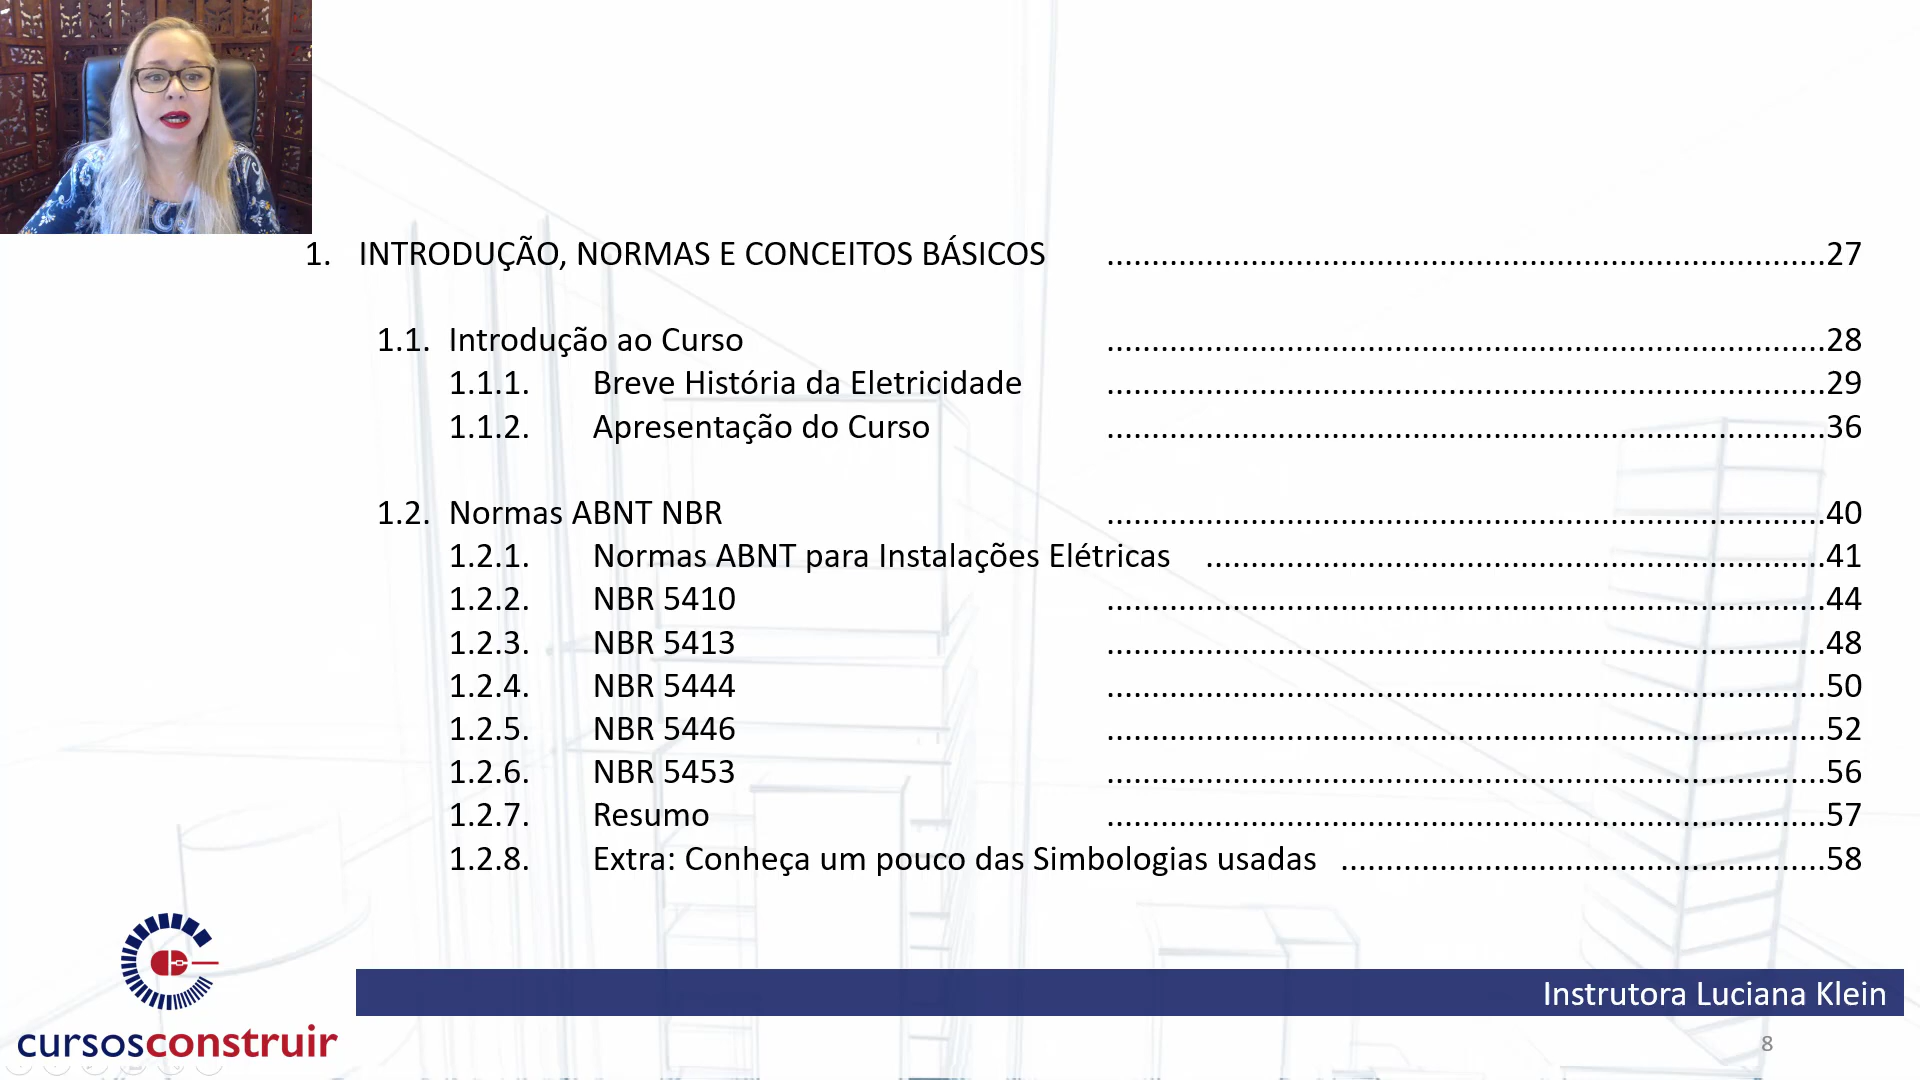 1. INTRODUÇÃO, NORMAS E CONCEITOS BÁSICOS ................................................................................27
1.1. Introdução ao Curso ................................................................................28
1.1.1. Breve História da Eletricidade ................................................................................29
1.1.2. Apresentação do Curso ................................................................................36
1.2. Normas ABNT NBR ................................................................................40
1.2.1. Normas ABNT para Instalações Elétricas .....................................................................41
1.2.2. NBR 5410 ................................................................................44
1.2.3. NBR 5413 ................................................................................48
1.2.4. NBR 5444 ................................................................................50
1.2.5. NBR 5446 ................................................................................52
1.2.6. NBR 5453 ................................................................................56
1.2.7. Resumo ................................................................................57
1.2.8. Extra: Conheça um pouco das Simbologias usadas ......................................................58
Instrutora Luciana Klein
cursosconstruir
8